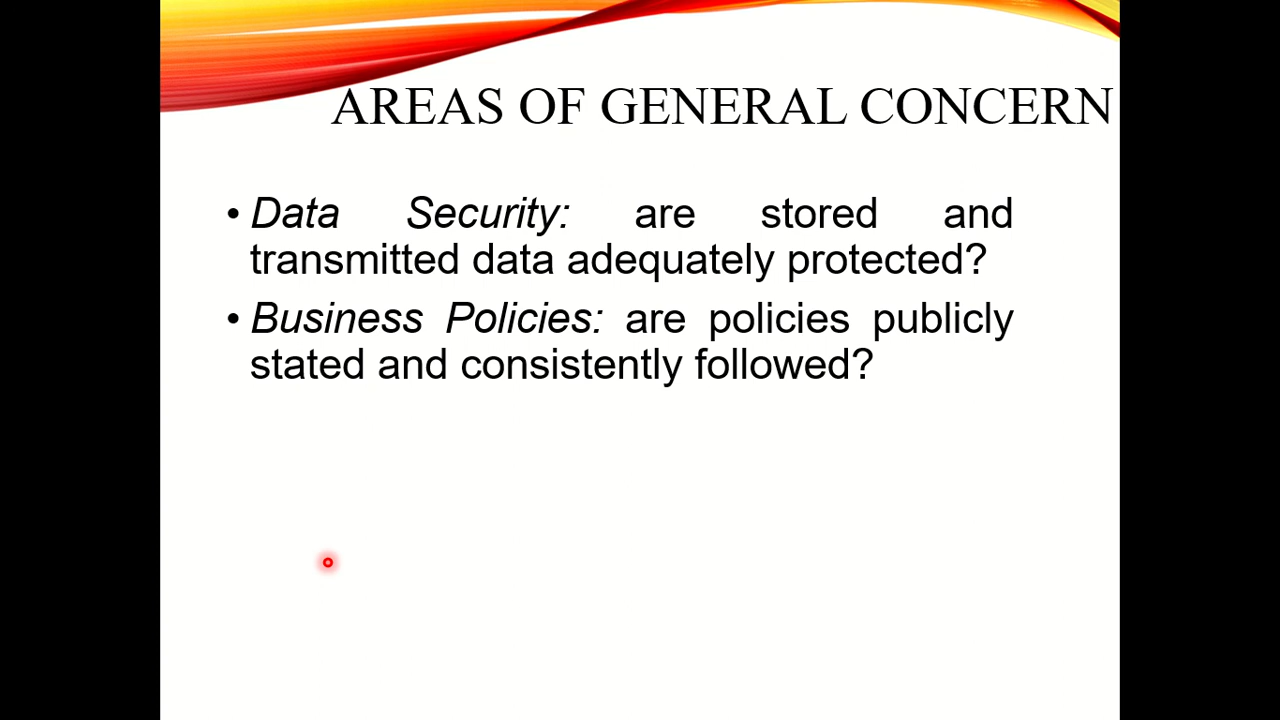 AREAS OF GENERAL CONCERN
• Data Security: are stored and
transmitted data adequately protected?
• Business Policies: are policies publicly
stated and consistently followed?